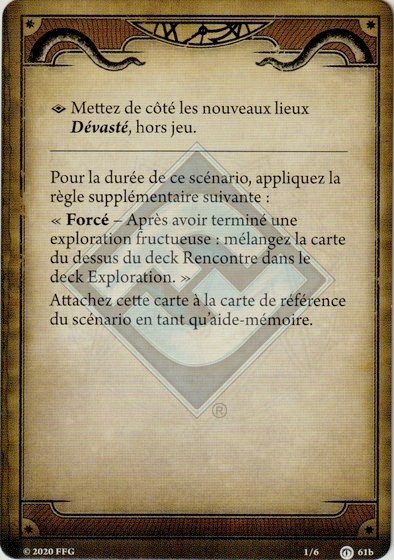 Mettez de côté les nouveaux lieux
Dévasté, hors jeu.
Pour la durée de ce scénario, appliquez la
règle supplémentaire suivante :
« Forcé – Après avoir terminé une
exploration fructueuse : mélangez la carte
du dessus du deck Rencontre dans le
deck Exploration. »
Attachez cette carte à la carte de référence
du scénario en tant qu'aide-mémoire.
®
© 2020 FFG 1/6 61b